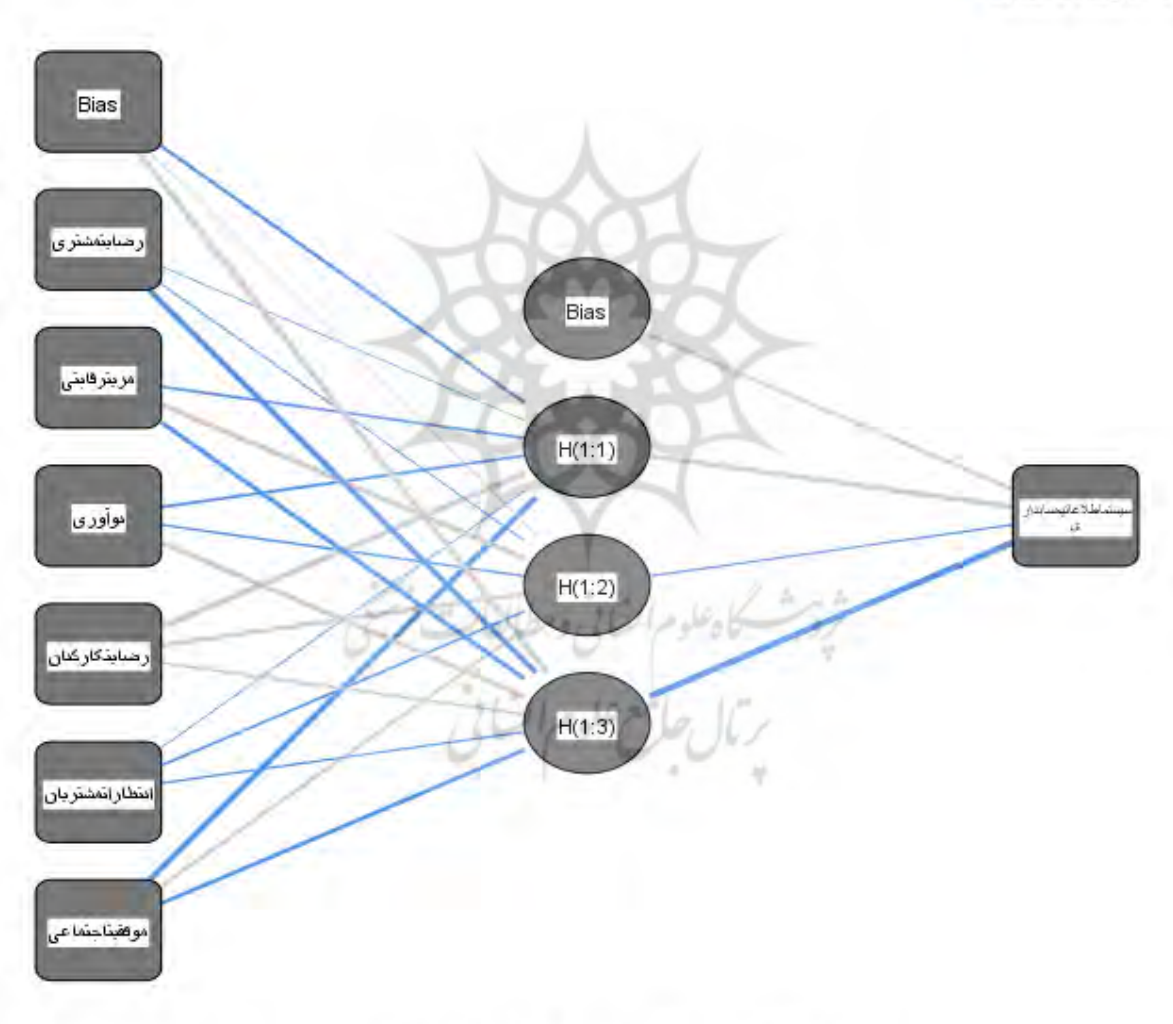 Bias
رضایتمشتری
مزیترقابتی
نوآوری
رضایتکارکنان
انتظاراتمشتریان
موفقیتاجتماعی
Bias
H(1:1)
H(1:2)
H(1:3)
سیستماطلاعاتیحسابدار
ی
پژوهشگاه علوم انسانی و مطالعات فرهنگی
پرتال جامع علوم انسانی